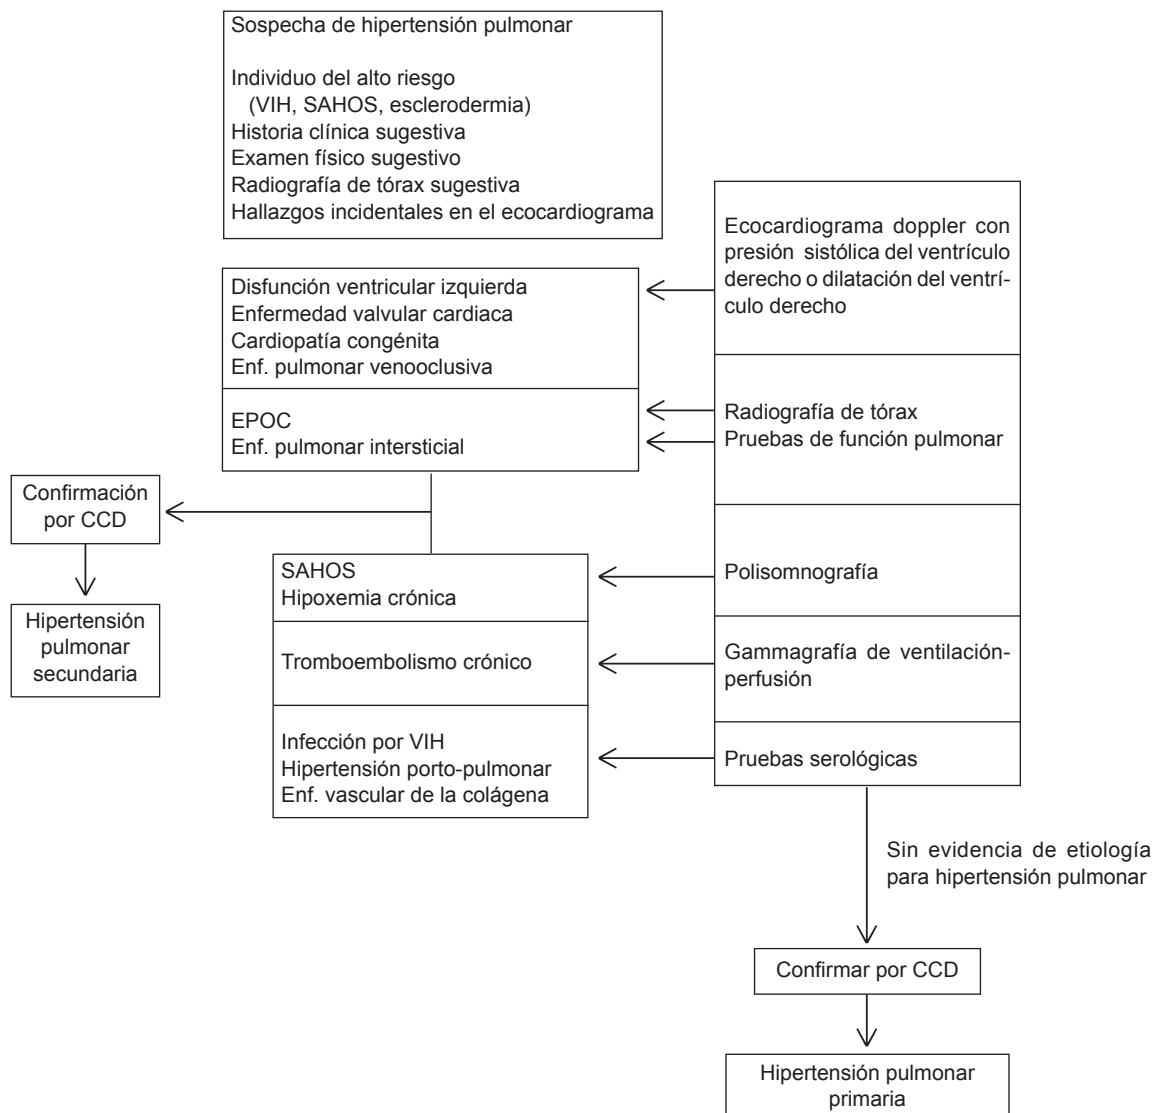 Sospecha de hipertensión pulmonar
Individuo del alto riesgo
(VIH, SAHOS, esclerodermia)
Historia clínica sugestiva
Examen físico sugestivo
Radiografía de tórax sugestiva
Hallazgos incidentales en el ecocardiograma
Ecocardiograma doppler con
presión sistólica del ventrículo
derecho o dilatación del ventrí-
culo derecho
Disfunción ventricular izquierda
Enfermedad valvular cardiaca
Cardiopatía congénita
Enf. pulmonar venooclusiva
EPOC
Enf. pulmonar intersticial
Radiografía de tórax
Pruebas de función pulmonar
Confirmación
por CCD
Hipertensión
pulmonar
secundaria
SAHOS
Hipoxemia crónica
Polisomnografía
Tromboembolismo crónico
Gammagrafía de ventilación-
perfusión
Infección por VIH
Hipertensión porto-pulmonar
Enf. vascular de la colágena
Pruebas serológicas
Sin evidencia de etiología
para hipertensión pulmonar
Confirmar por CCD
Hipertensión pulmonar
primaria